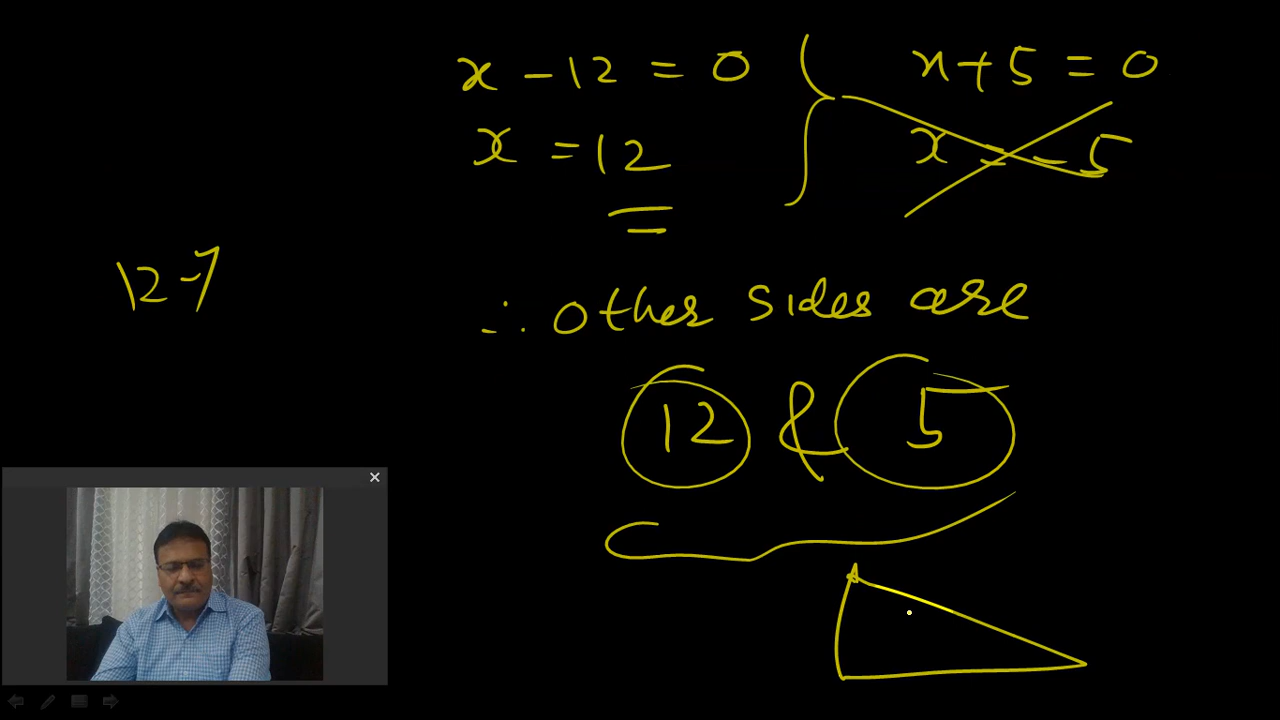 x - 12 = 0 x + 5 = 0
x = 12 x = -5
12 - 7
∴ other sides are
12 & 5